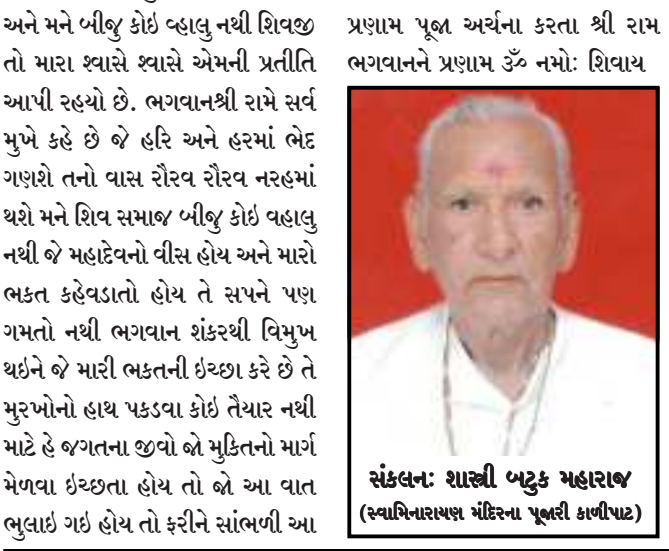 અને મને બીજુ કોઇ વ્હાલુ નથી શિવજી
તો મારા શ્વાસે શ્વાસે એમની પ્રતીતિ
આપી રહયો છે. ભગવાનશ્રી રામે સર્વ
મુખે કહે છે જે હરિ અને હરમાં ભેદ
ગણશે તનો વાસ રૌરવ રૌરવ નરહમાં
થશે મને શિવ સમાજ બીજુ કોઇ વહાલુ
નથી જે મહાદેવનો વીસ હોય અને મારો
ભકત કહેવડાતો હોય તે સપને પણ
ગમતો નથી ભગવાન શંકરથી વિમુખ
થઇને જે મારી ભકતની ઇચ્છા કરે છે તે
મુરખોનો હાથ પકડવા કોઇ તૈયાર નથી
માટે હે જગતના જીવો જો મુકિતનો માર્ગ
મેળવા ઇચ્છતા હોય તો જો આ વાત
ભુલાઇ ગઇ હોય તો ફરીને સાંભળી આ
પ્રણામ પૂજા અર્ચના કરતા શ્રી રામ
ભગવાનને પ્રણામ ૐ નમો: શિવાય
સંકલન: શાસ્ત્રી બટુક મહારાજ
(સ્વામિનારાયણ મંદિરના પૂજારી કાળીપાટ)